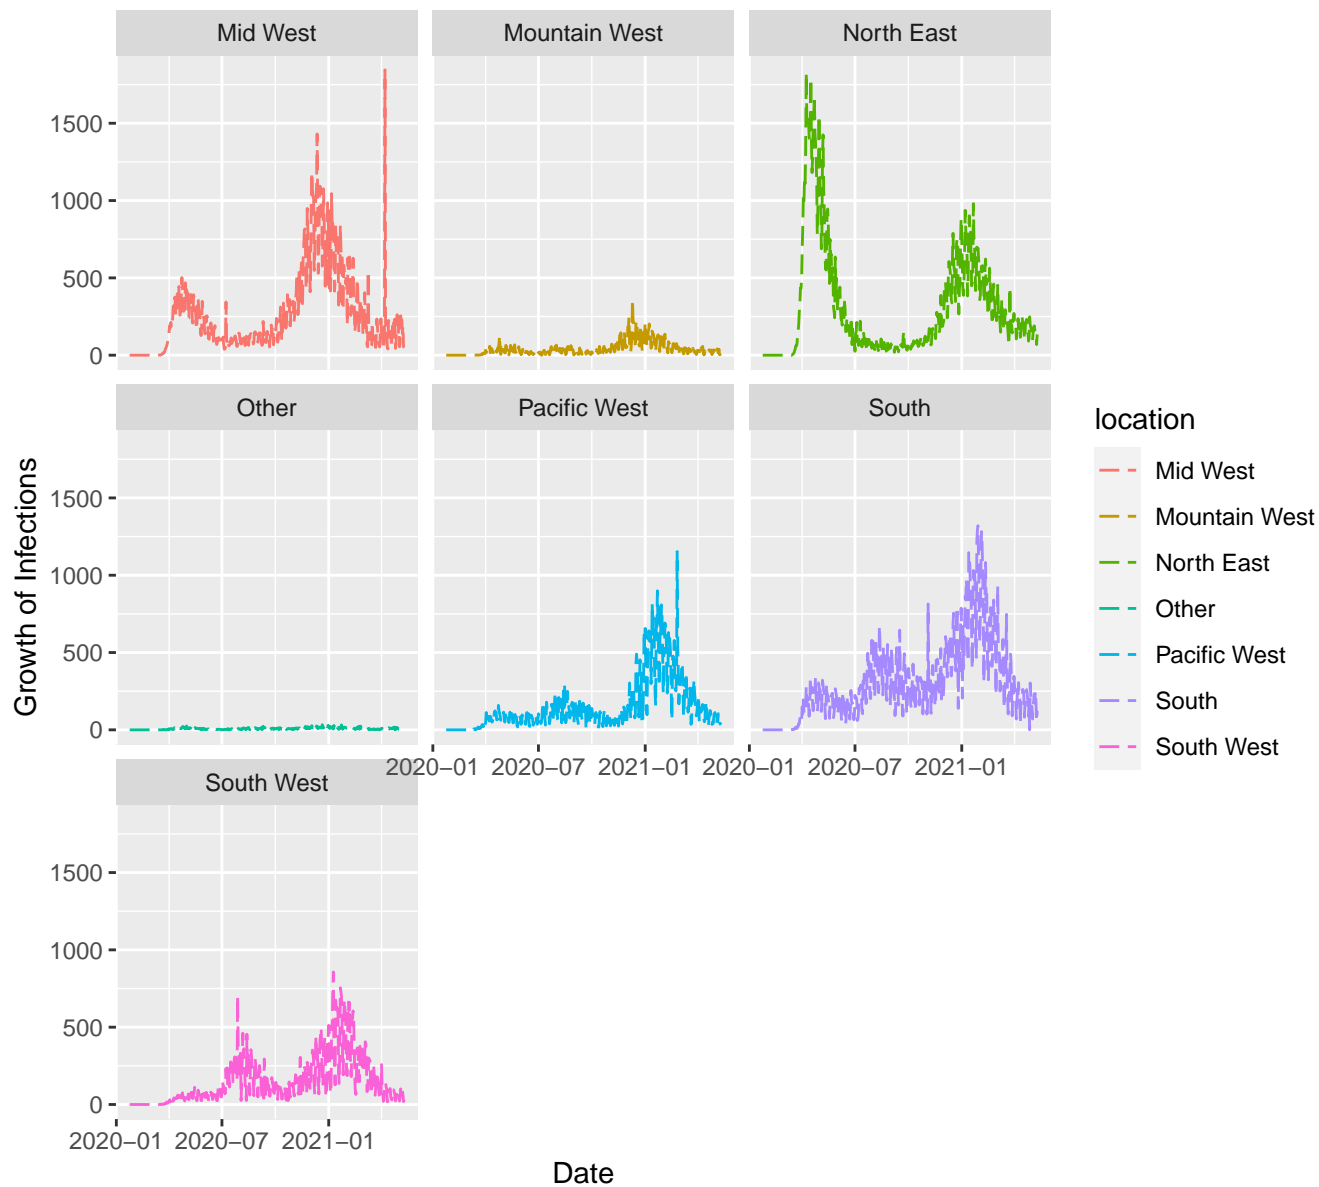 Mid West
Mountain West
North East
1500
1000
500
0
Other
Pacific West
South
1500
1000
500
0
2020−01
2020−07
2021−01
2020−01
2020−07
2021−01
South West
1500
1000
500
0
2020−01
2020−07
2021−01
Growth of Infections
Date
location
Mid West
Mountain West
North East
Other
Pacific West
South
South West